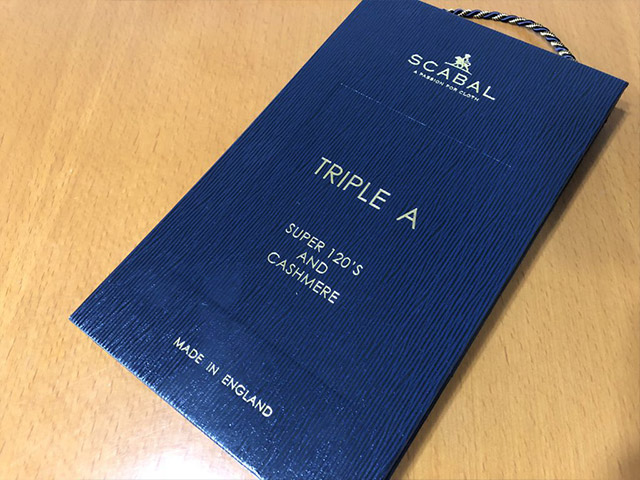 SCABAL
A PASSION FOR CLOTH
TRIPLE A
SUPER 120'S
AND
CASHMERE
MADE IN ENGLAND